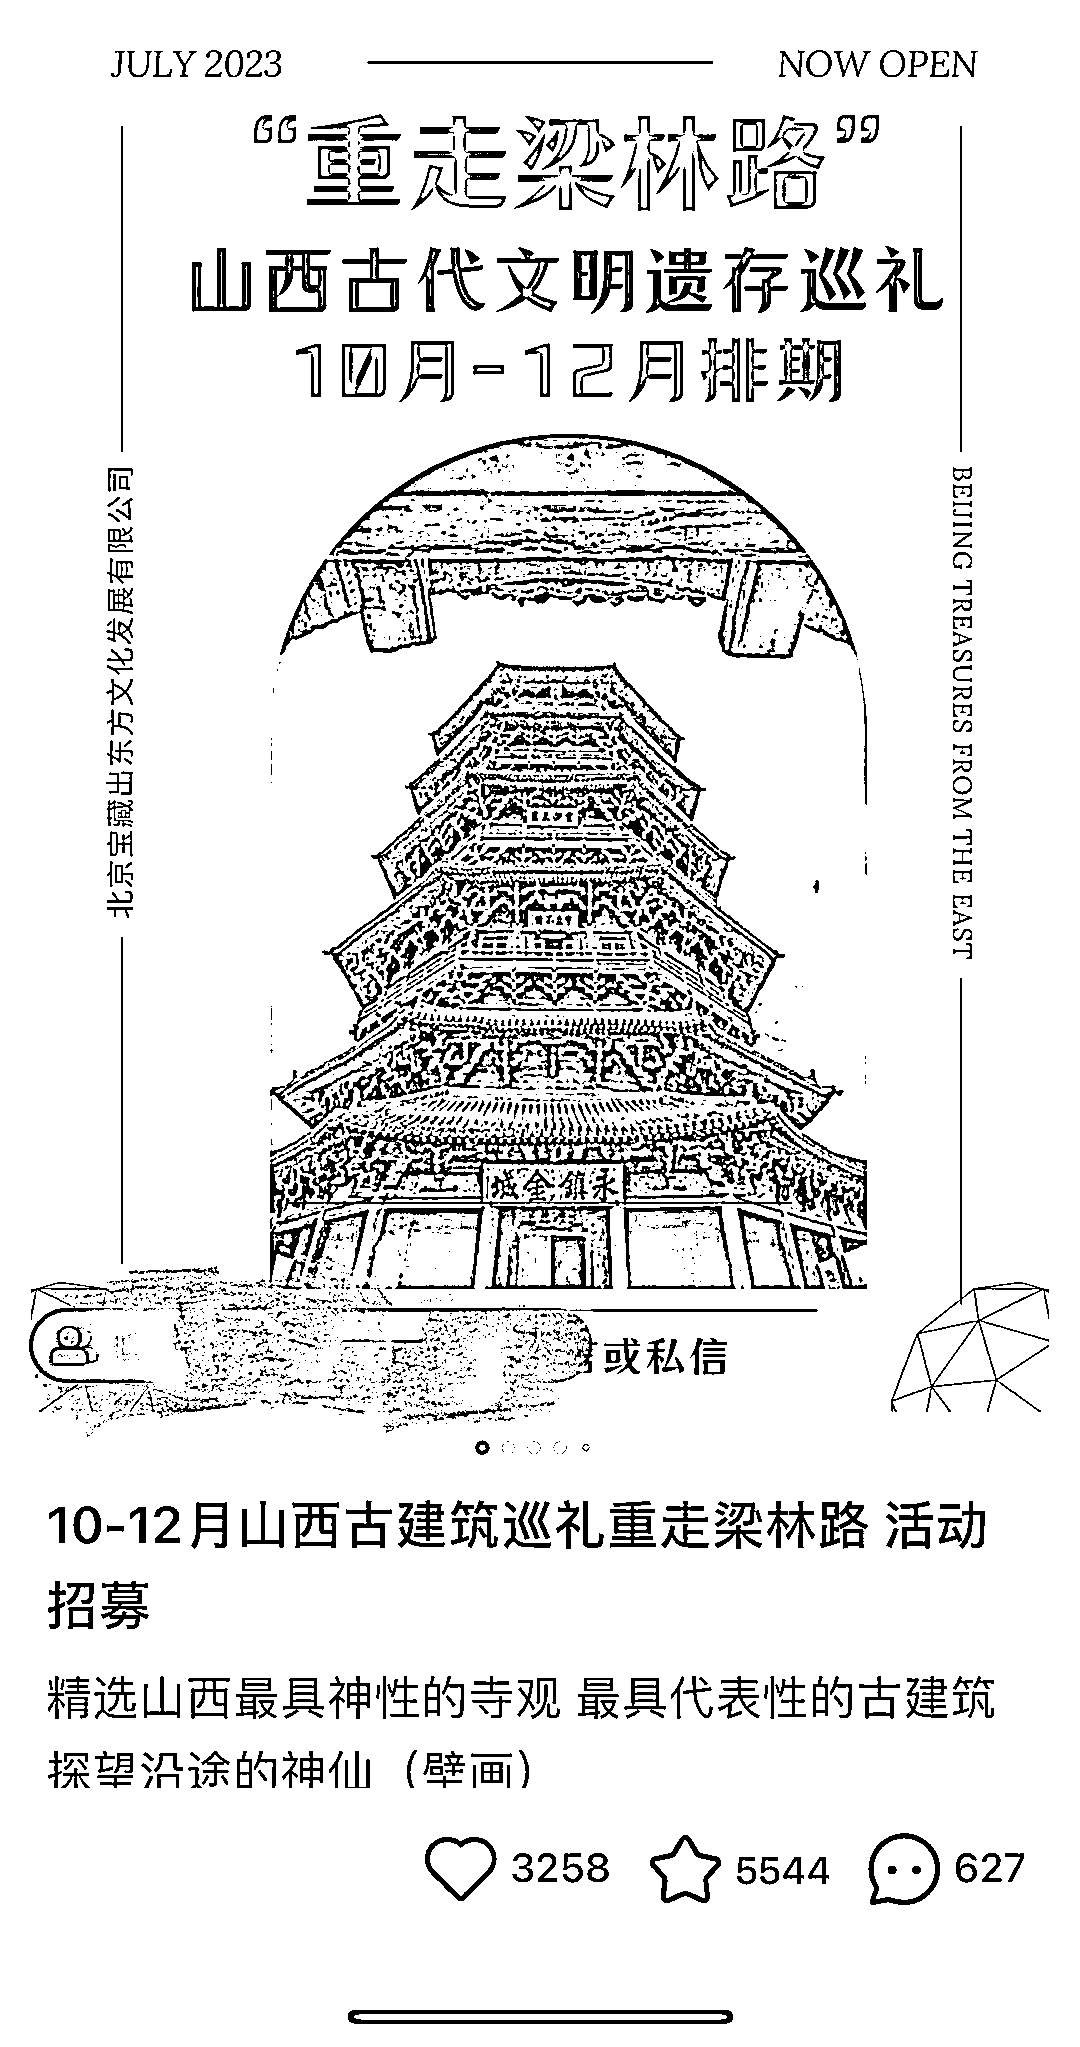 JULY 2023
NOW OPEN
“重走梁林路”
山西古代文明遗存巡礼
10月-12月排期
北京宝藏出东方文化发展有限公司
BEIJING TREASURES FROM THE EAST
永镇金城
或私信
10-12月山西古建筑巡礼重走梁林路 活动
招募
精选山西最具神性的寺观 最具代表性的古建筑
探望沿途的神仙（壁画）
3258
5544
627